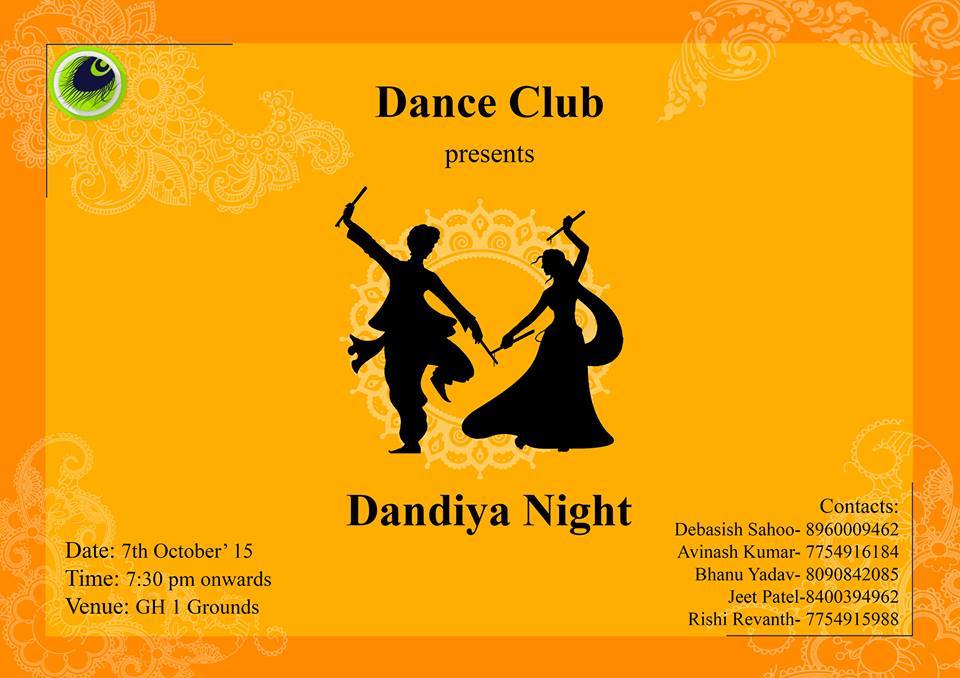 Dance Club
presents
Dandiya Night
Date: 7th October’ 15
Time: 7:30 pm onwards
Venue: GH 1 Grounds
Contacts:
Debasish Sahoo- 8960009462
Avinash Kumar- 7754916184
Bhanu Yadav- 8090842085
Jeet Patel-8400394962
Rishi Revanth- 7754915988